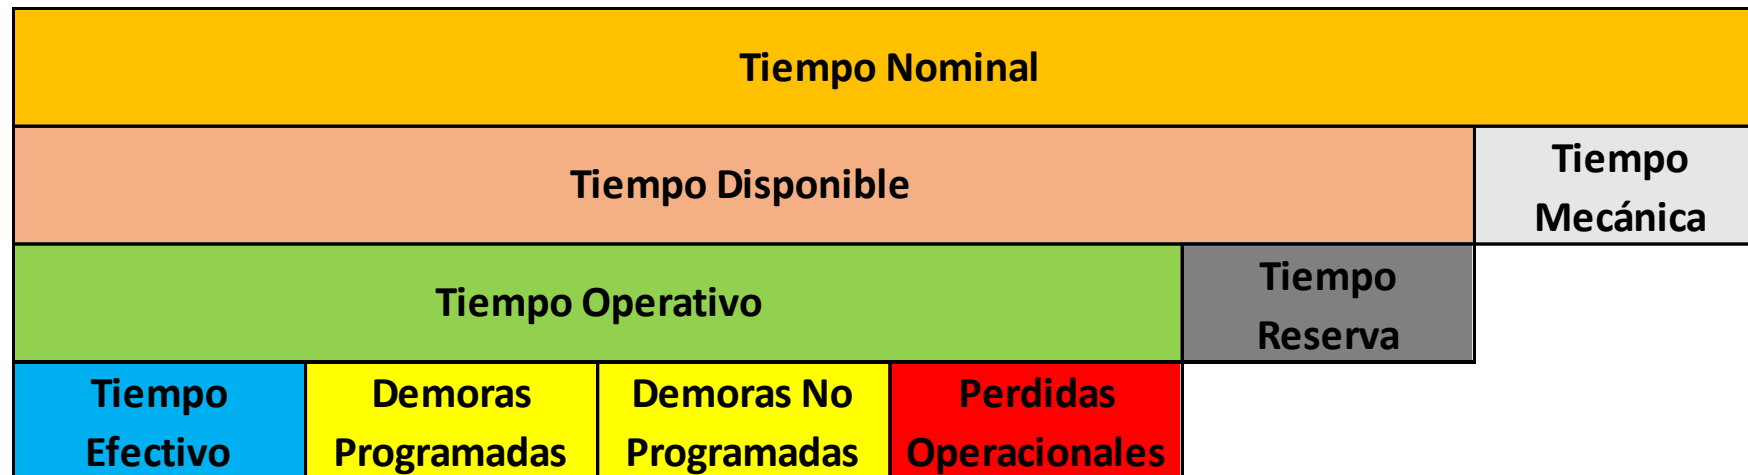 Tiempo Nominal
Tiempo Disponible
Tiempo
Mecánica
Tiempo Operativo
Tiempo
Reserva
Tiempo
Efectivo
Demoras
Programadas
Demoras No
Programadas
Perdidas
Operacionales